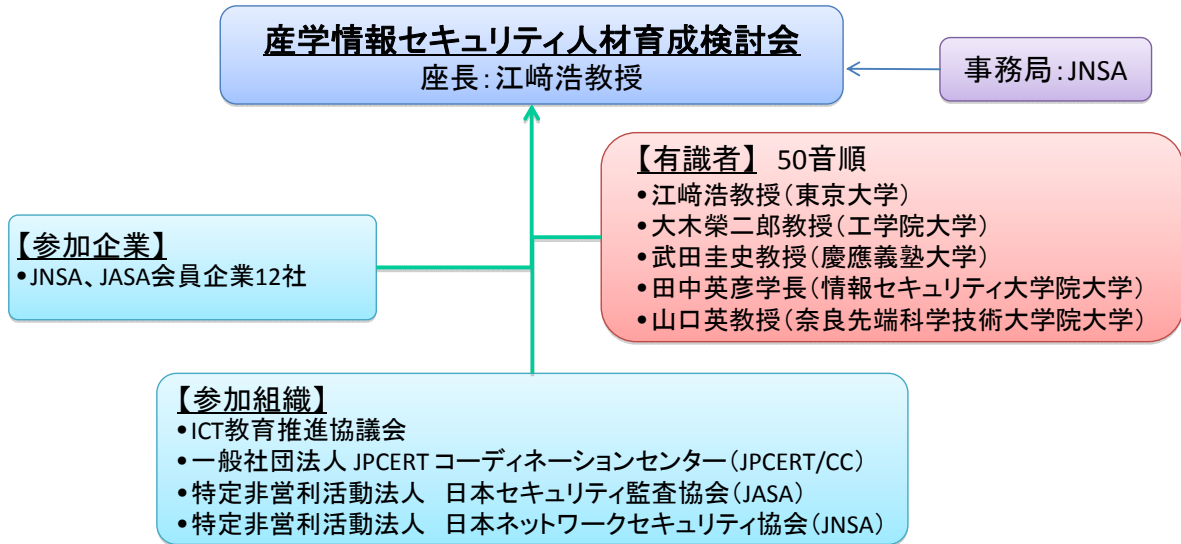 産学情報セキュリティ人材育成検討会
座長：江﨑浩教授
事務局：JNSA
【有識者】 50音順
•江﨑浩教授（東京大学）
•大木榮二郎教授（工学院大学）
•武田圭史教授（慶應義塾大学）
•田中英彦学長（情報セキュリティ大学院大学）
•山口英教授（奈良先端科学技術大学院大学）
【参加企業】
•JNSA、JASA会員企業12社
【参加組織】
•ICT教育推進協議会
•一般社団法人 JPCERT コーディネーションセンター（JPCERT/CC）
•特定非営利活動法人　日本セキュリティ監査協会（JASA）
•特定非営利活動法人　日本ネットワークセキュリティ協会（JNSA）